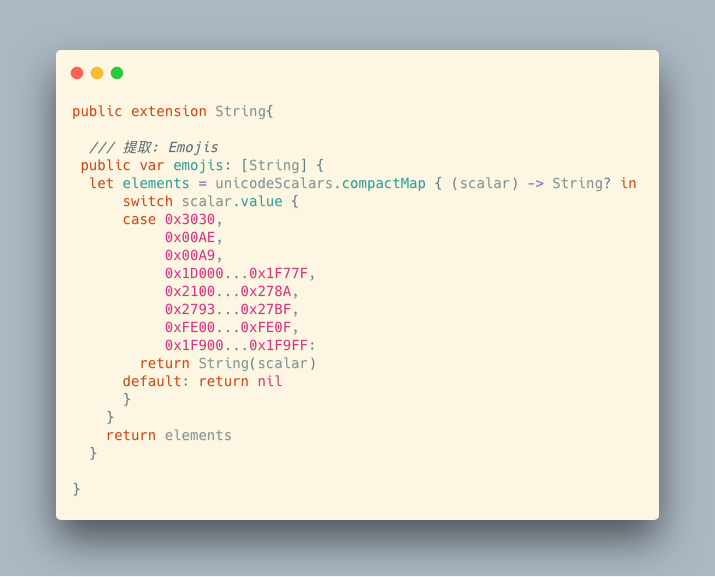 public extension String{
/// 提取: Emojis
public var emojis: [String] {
let elements = unicodeScalars.compactMap { (scalar) -> String? in
switch scalar.value {
case 0x3030,
0x00AE,
0x00A9,
0x1D000...0x1F77F,
0x2100...0x278A,
0x2793...0x27BF,
0xFE00...0xFE0F,
0x1F900...0x1F9FF:
return String(scalar)
default: return nil
}
}
return elements
}
}